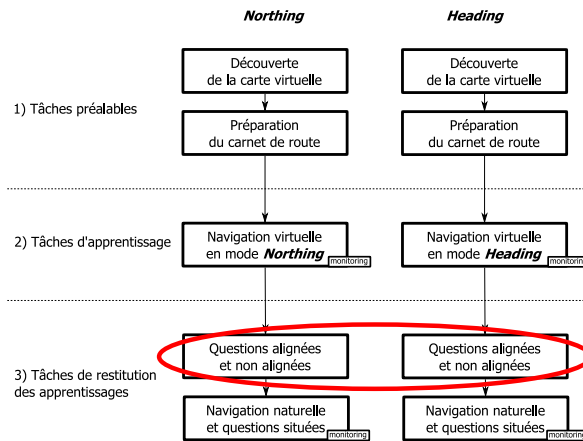 Northing
Heading
Découverte
de la carte virtuelle
Découverte
de la carte virtuelle
1) Tâches préalables
Préparation
du carnet de route
Préparation
du carnet de route
2) Tâches d'apprentissage
Navigation virtuelle
en mode Northing
monitoring
Navigation virtuelle
en mode Heading
monitoring
3) Tâches de restitution
des apprentissages
Questions alignées
et non alignées
Questions alignées
et non alignées
Navigation naturelle
et questions situées
monitoring
Navigation naturelle
et questions situées
monitoring